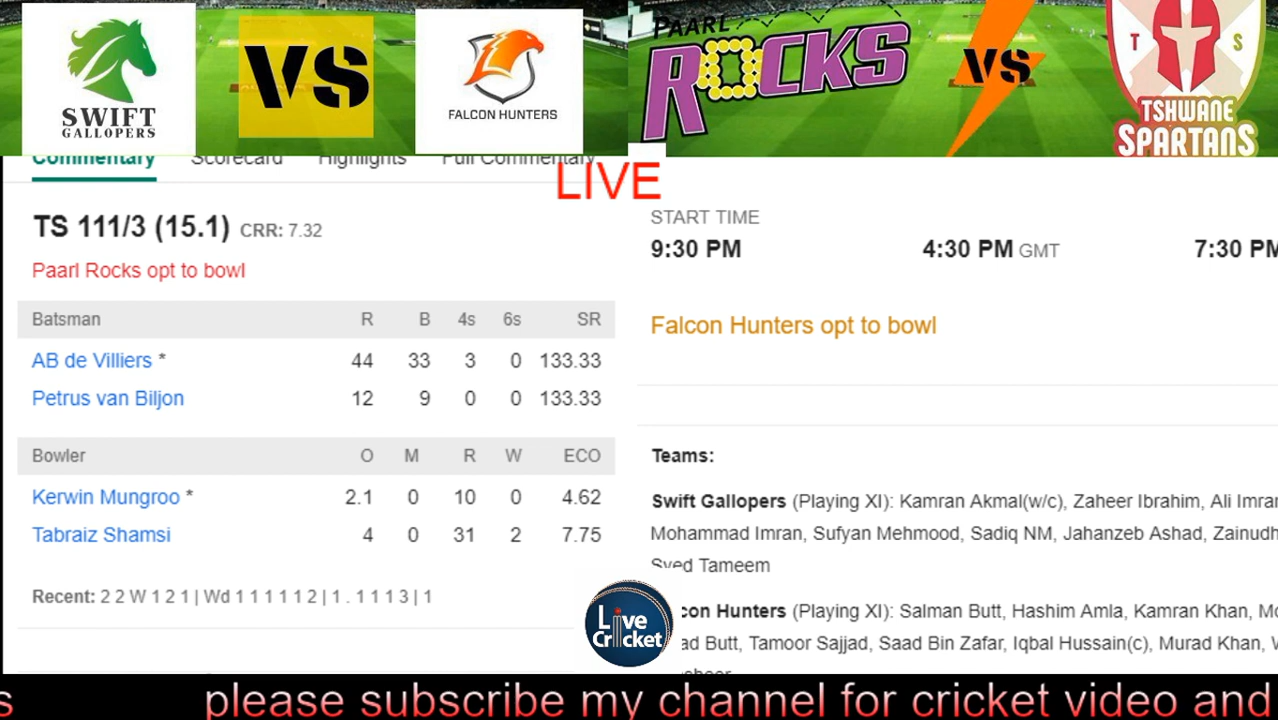 SWIFT
GALLOPERS
VS
FALCON HUNTERS
PAARL
ROCKS
VS
T S
TSHWANE
SPARTANS
Commentary Scorecard Highlights Full Commentary
LIVE
TS 111/3 (15.1) CRR: 7.32
Paarl Rocks opt to bowl
Batsman R B 4s 6s SR
AB de Villiers * 44 33 3 0 133.33
Petrus van Biljon 12 9 0 0 133.33
Bowler O M R W ECO
Kerwin Mungroo * 2.1 0 10 0 4.62
Tabraiz Shamsi 4 0 31 2 7.75
Recent: 2 2 W 1 2 1 | Wd 1 1 1 1 1 2 | 1 . 1 1 1 3 | 1
START TIME
9:30 PM 4:30 PM GMT 7:30 PM
Falcon Hunters opt to bowl
Teams:
Swift Gallopers (Playing XI): Kamran Akmal(w/c), Zaheer Ibrahim, Ali Imran
Mohammad Imran, Sufyan Mehmood, Sadiq NM, Jahanzeb Ashad, Zainudh
Syed Tameem
con Hunters (Playing XI): Salman Butt, Hashim Amla, Kamran Khan, Mo
ad Butt, Tamoor Sajjad, Saad Bin Zafar, Iqbal Hussain(c), Murad Khan, W
Live
Cricket
s please subscribe my channel for cricket video and